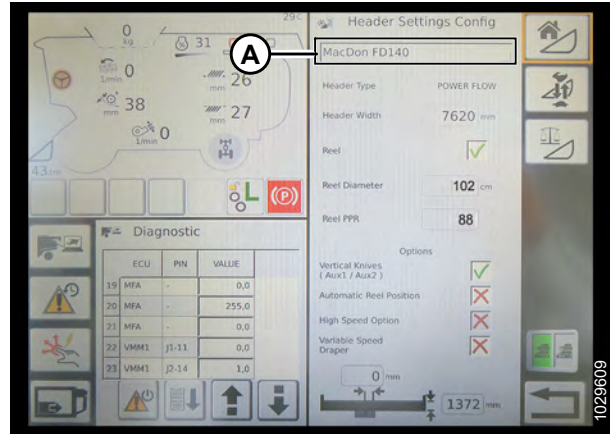 29c
Header Settings Config
A
MacDon FD140
0
kg
31
1/min
0
mm
26
mm
38
mm
27
1/min
0
43cm
L
(P)
Header Type POWER FLOW
Header Width 7620 mm
Reel
Reel Diameter 102 cm
Reel PPR 88
Options
Vertical Knives
( Aux1 / Aux2 )
Automatic Reel Position
High Speed Option
Variable Speed
Draper
0 mm
1372 mm
Diagnostic
ECU PIN VALUE
19 MFA - 0,0
20 MFA - 255,0
21 MFA - 0,0
22 VMM1 J1-11 0,0
23 VMM1 J2-14 1,0
1029609